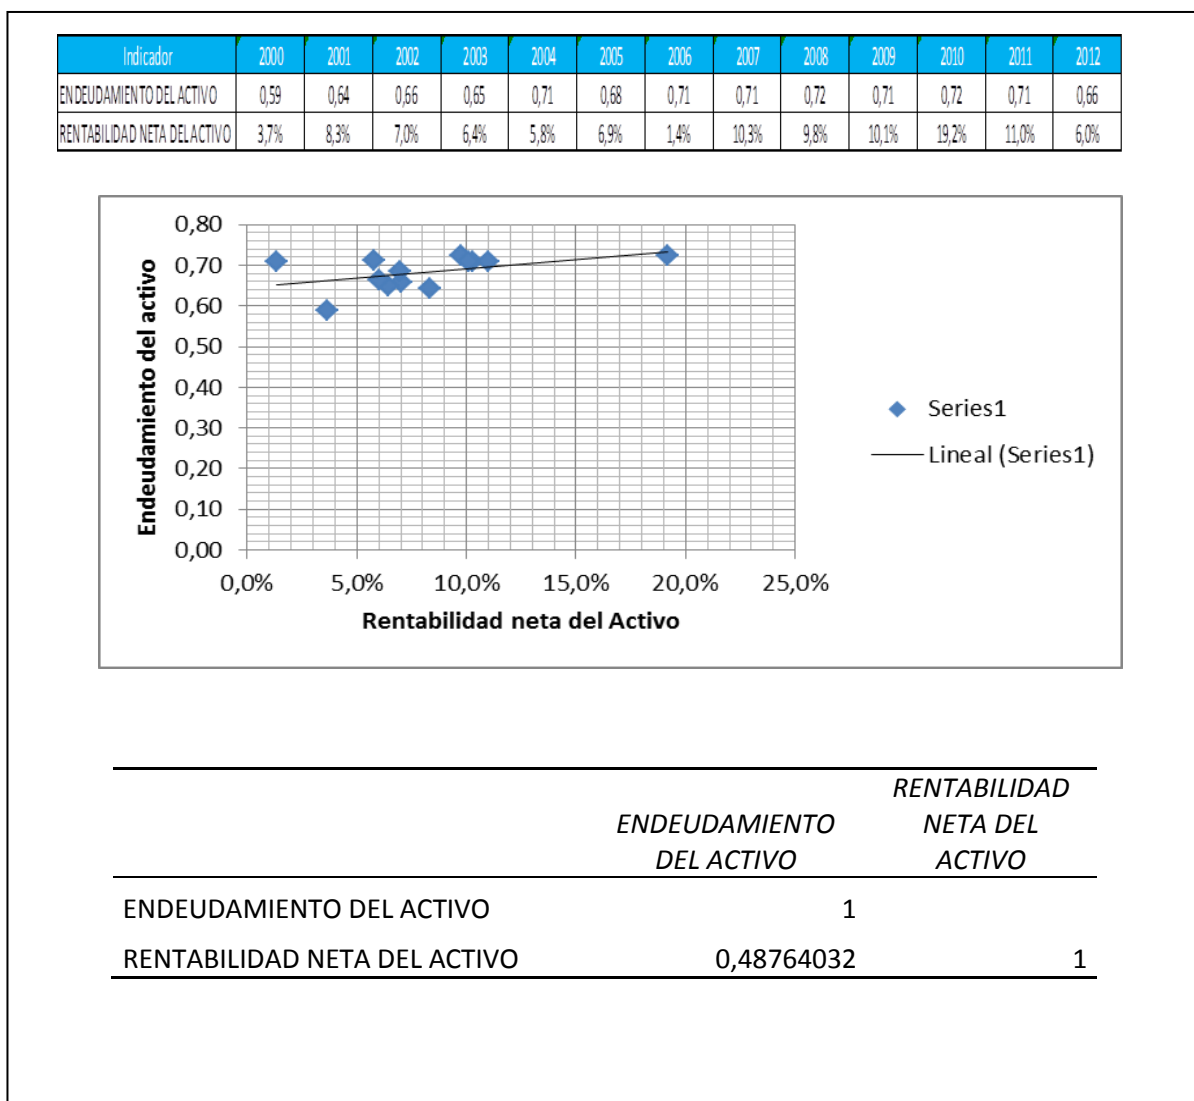 Indicador 2000 2001 2002 2003 2004 2005 2006 2007 2008 2009 2010 2011 2012
ENDEUDAMIENTO DEL ACTIVO 0,59 0,64 0,66 0,65 0,71 0,68 0,71 0,71 0,72 0,71 0,72 0,71 0,66
RENTABILIDAD NETA DEL ACTIVO 3,7% 8,3% 7,0% 6,4% 5,8% 6,9% 1,4% 10,3% 9,8% 10,1% 19,2% 11,0% 6,0%
Endeudamiento del activo
0,80
0,70
0,60
0,50
0,40
0,30
0,20
0,10
0,00
0,0% 5,0% 10,0% 15,0% 20,0% 25,0%
Rentabilidad neta del Activo
Series1
Lineal (Series1)
ENDEUDAMIENTO DEL ACTIVO
RENTABILIDAD NETA DEL ACTIVO
ENDEUDAMIENTO DEL ACTIVO 1
RENTABILIDAD NETA DEL ACTIVO 0,48764032 1